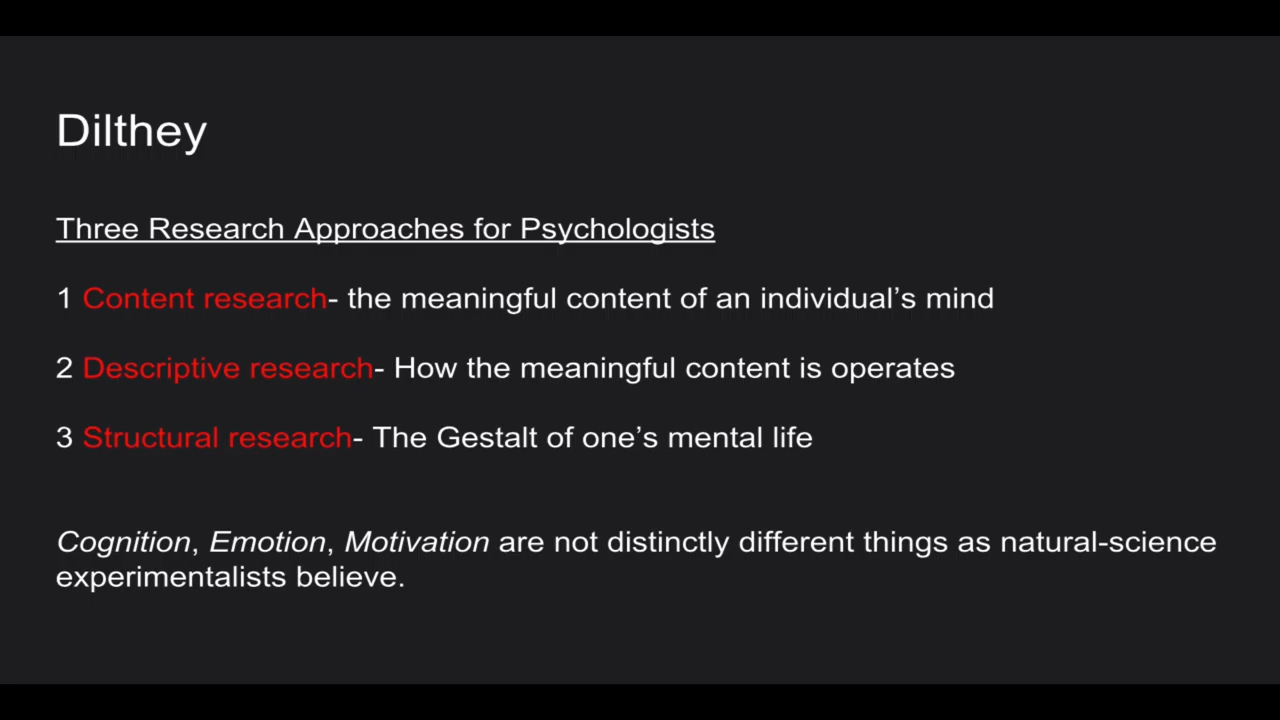 Dilthey
Three Research Approaches for Psychologists
1 Content research- the meaningful content of an individual’s mind
2 Descriptive research- How the meaningful content is operates
3 Structural research- The Gestalt of one’s mental life
Cognition, Emotion, Motivation are not distinctly different things as natural-science
experimentalists believe.